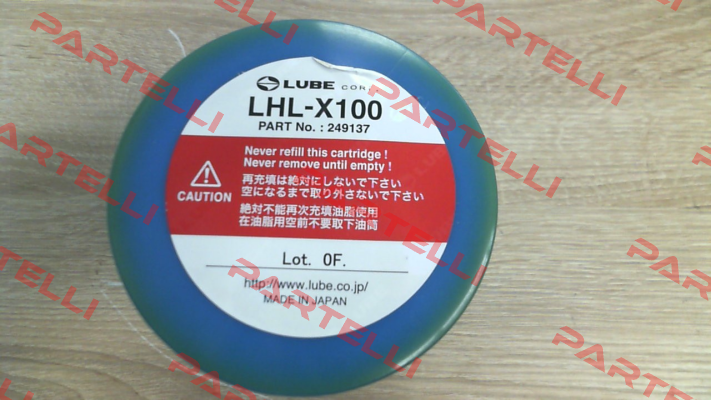 LUBE CORP.
LHL-X100
PART No. : 249137
Never refill this cartridge !
Never remove until empty !
CAUTION
再充填は絶対にしないで下さい
空になるまで取り外さないで下さい
絶対不能再次充填油脂使用
在油脂用空前不要取下油筒
Lot. 0F.
http://www.lube.co.jp/
MADE IN JAPAN
PARTELLI
PARTELLI
PARTELLI
PARTELLI
PARTELLI
PARTELLI
PARTELLI
PARTELLI
PARTELLI